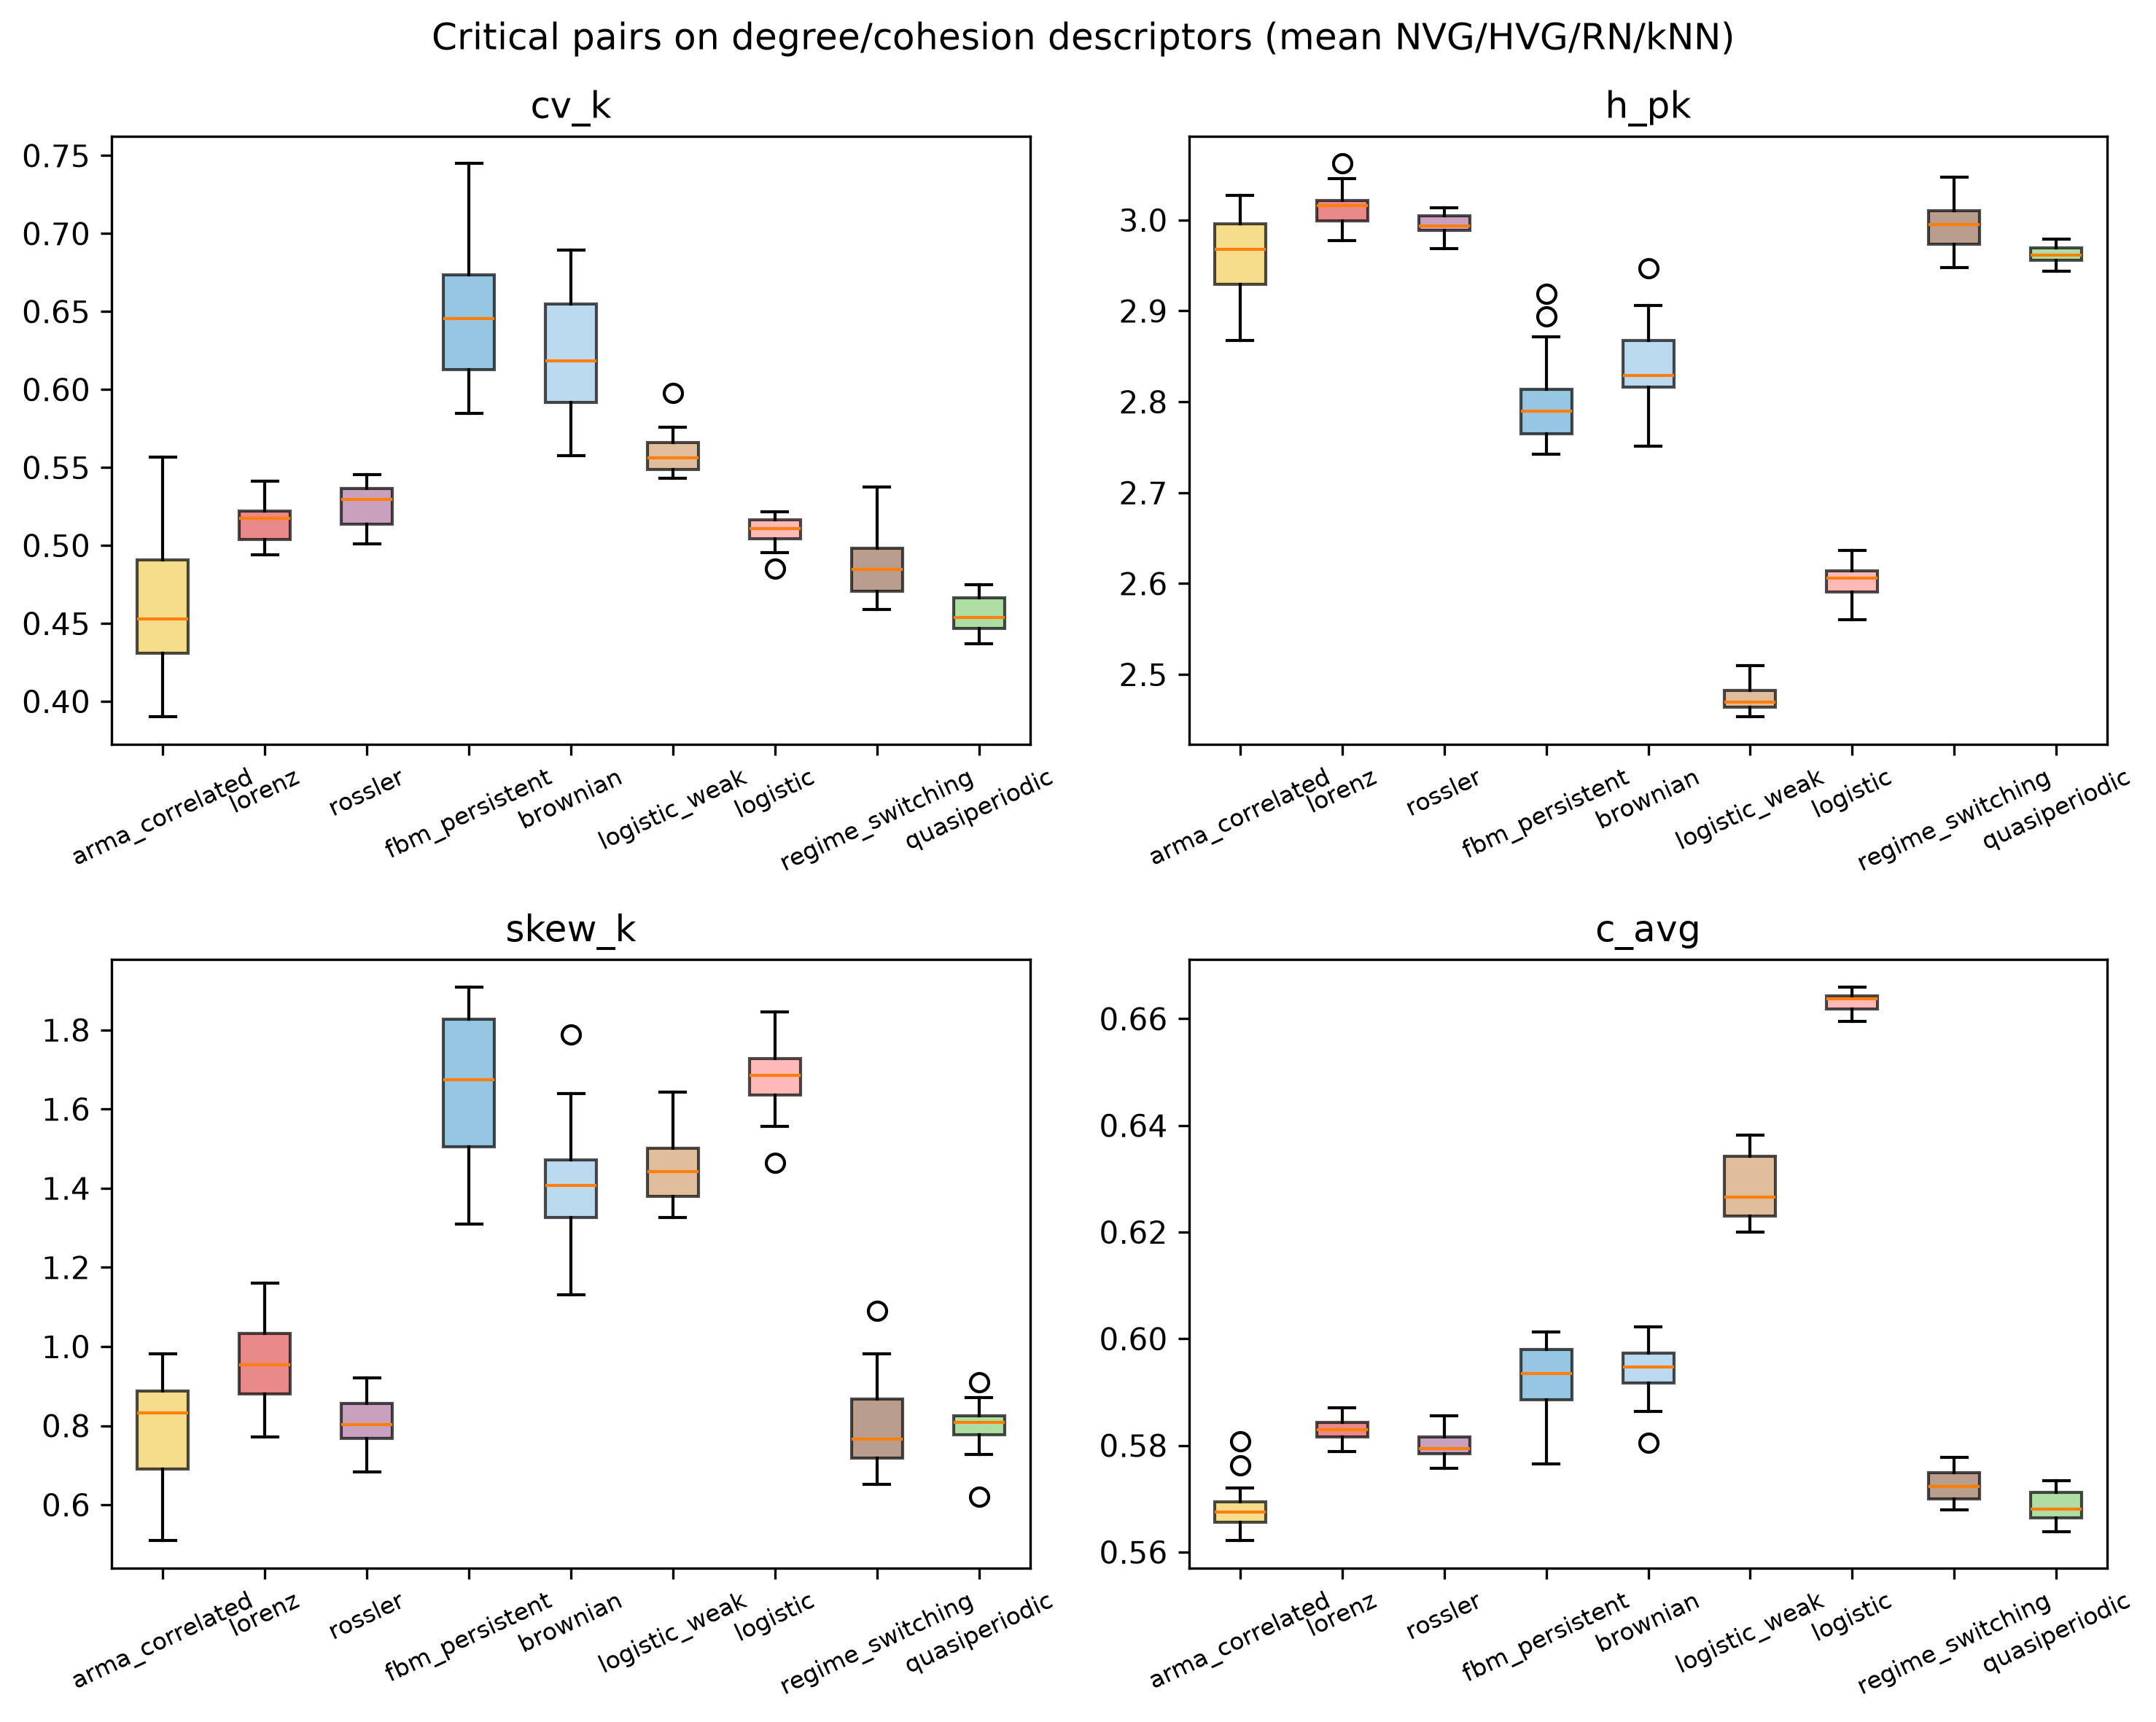 Critical pairs on degree/cohesion descriptors (mean NVG/HVG/RN/kNN)
cv_k
0.75
0.70
0.65
0.60
0.55
0.50
0.45
0.40
arma_correlated
lorenz
rossler
fbm_persistent
brownian
logistic_weak
logistic
regime_switching
quasiperiodic
h_pk
3.0
2.9
2.8
2.7
2.6
2.5
arma_correlated
lorenz
rossler
fbm_persistent
brownian
logistic_weak
logistic
regime_switching
quasiperiodic
skew_k
1.8
1.6
1.4
1.2
1.0
0.8
0.6
arma_correlated
lorenz
rossler
fbm_persistent
brownian
logistic_weak
logistic
regime_switching
quasiperiodic
c_avg
0.66
0.64
0.62
0.60
0.58
0.56
arma_correlated
lorenz
rossler
fbm_persistent
brownian
logistic_weak
logistic
regime_switching
quasiperiodic